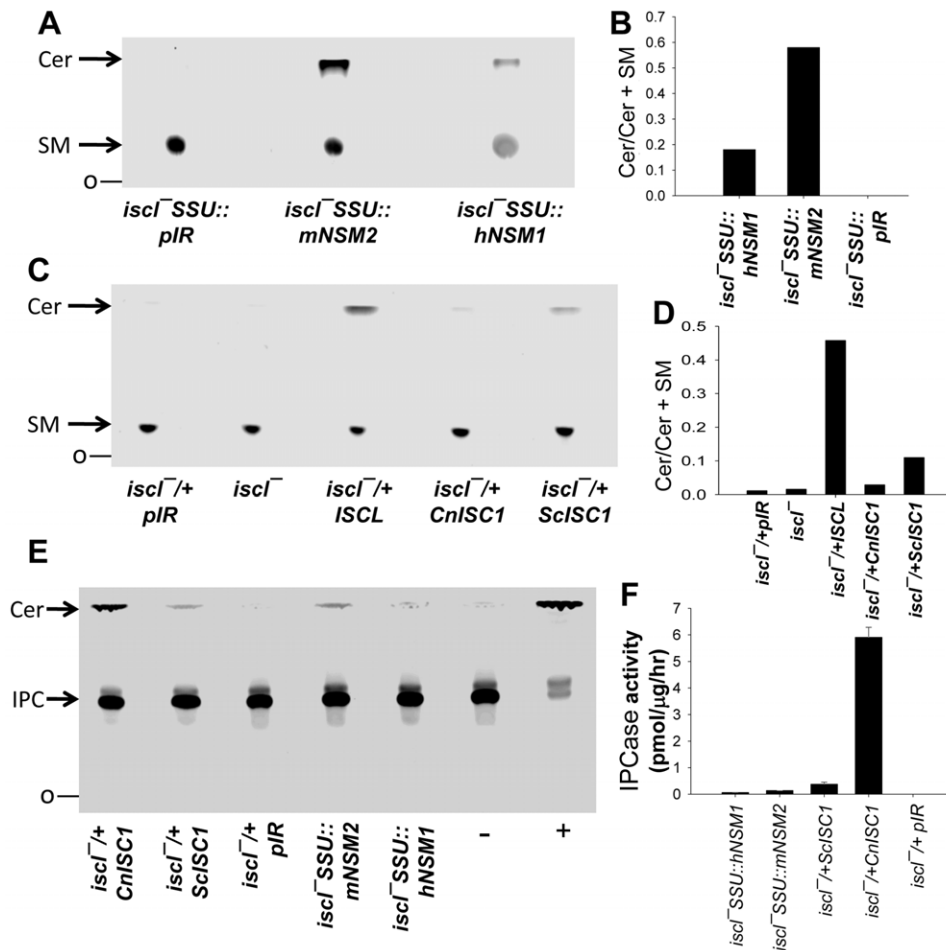 A
Cer
SM
O
iscl⁻SSU::
pIR
iscl⁻SSU::
mNSM2
iscl⁻SSU::
hNSM1
B
Cer/Cer + SM
0.7
0.6
0.5
0.4
0.3
0.2
0.1
0.0
iscl⁻SSU::
hNSM1
iscl⁻SSU::
mNSM2
iscl⁻SSU::
pIR
C
Cer
SM
O
iscl⁻/+
pIR
iscl⁻
iscl⁻/+
ISCL
iscl⁻/+
CnISC1
iscl⁻/+
ScISC1
D
Cer/Cer + SM
0.5
0.4
0.3
0.2
0.1
0.0
iscl⁻/+pIR
iscl⁻
iscl⁻/+ISCL
iscl⁻/+CnISC1
iscl⁻/+ScISC1
E
Cer
IPC
O
iscl⁻/+
CnISC1
iscl⁻/+
ScISC1
iscl⁻/+
pIR
iscl⁻SSU::
mNSM2
iscl⁻SSU::
hNSM1
-
+
F
IPCase activity
(pmol/µg/hr)
7
6
5
4
3
2
1
0
iscl⁻SSU::hNSM1
iscl⁻SSU::mNSM2
iscl⁻/+ScISC1
iscl⁻/+CnISC1
iscl⁻/+ pIR